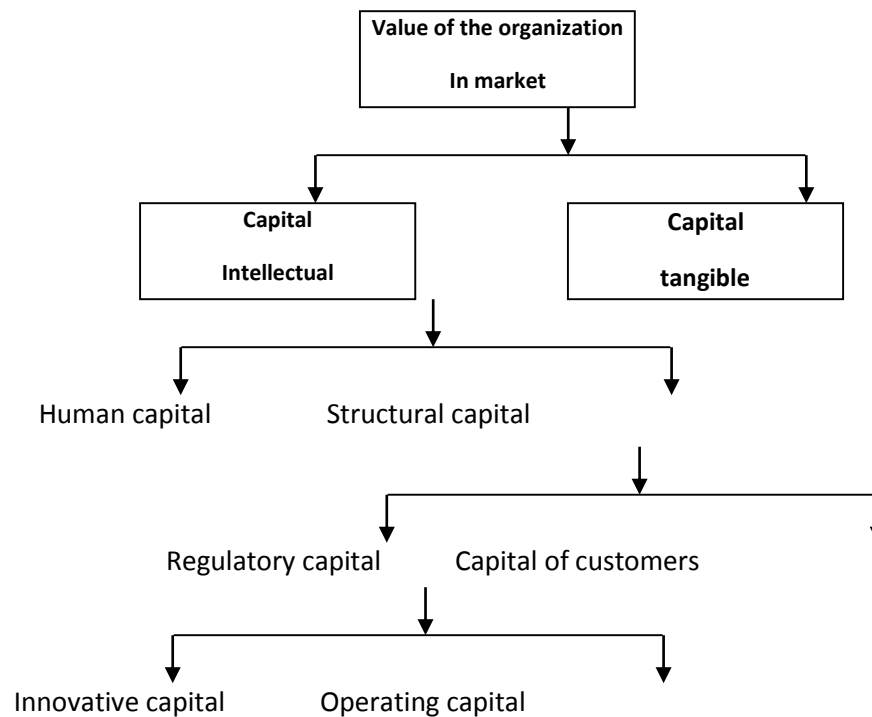 Value of the organization
In market
Capital
Intellectual
Capital
tangible
Human capital
Structural capital
Regulatory capital
Capital of customers
Innovative capital
Operating capital